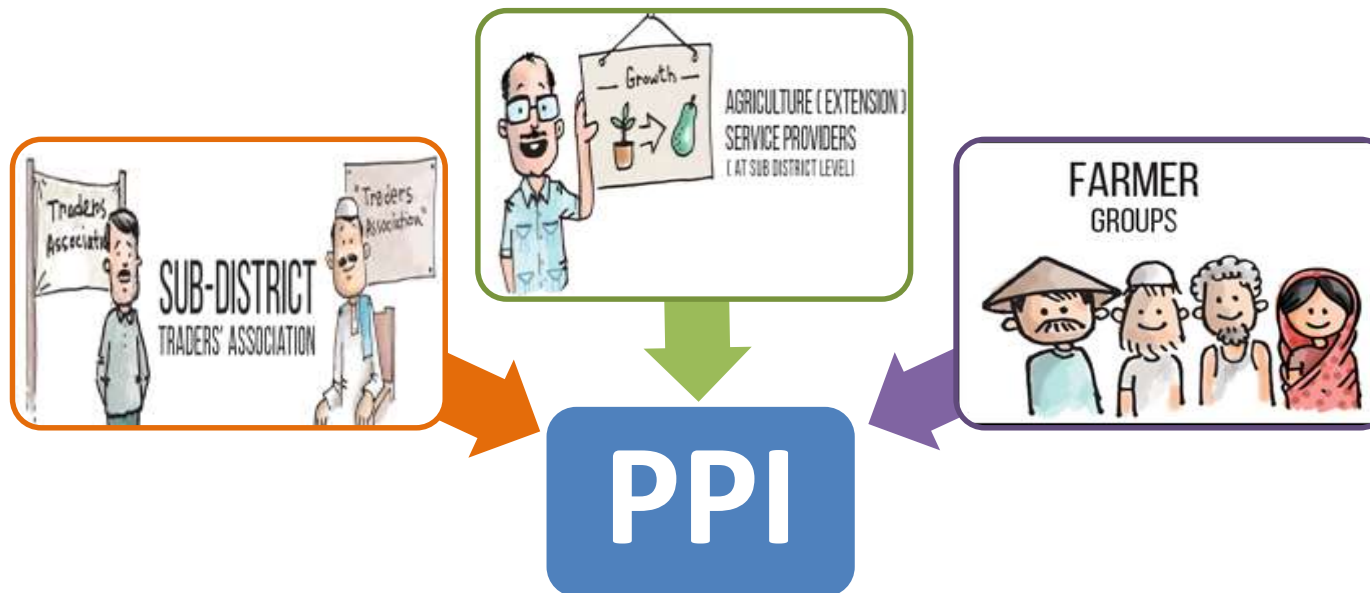 Growth
AGRICULTURE ( EXTENSION )
SERVICE PROVIDERS
( AT SUB DISTRICT LEVEL)
Traders
Associatio
"Traders
Association"
SUB-DISTRICT
TRADERS' ASSOCIATION
FARMER
GROUPS
PPI